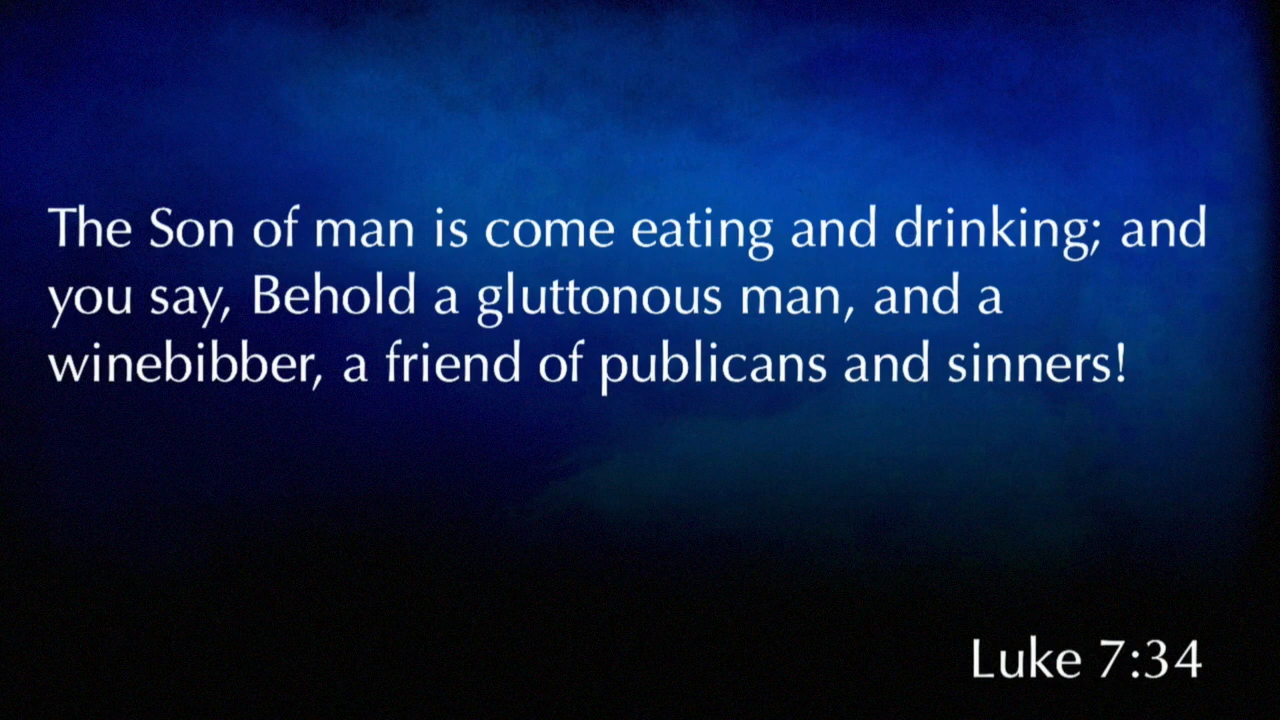 The Son of man is come eating and drinking; and
you say, Behold a gluttonous man, and a
winebibber, a friend of publicans and sinners!
Luke 7:34